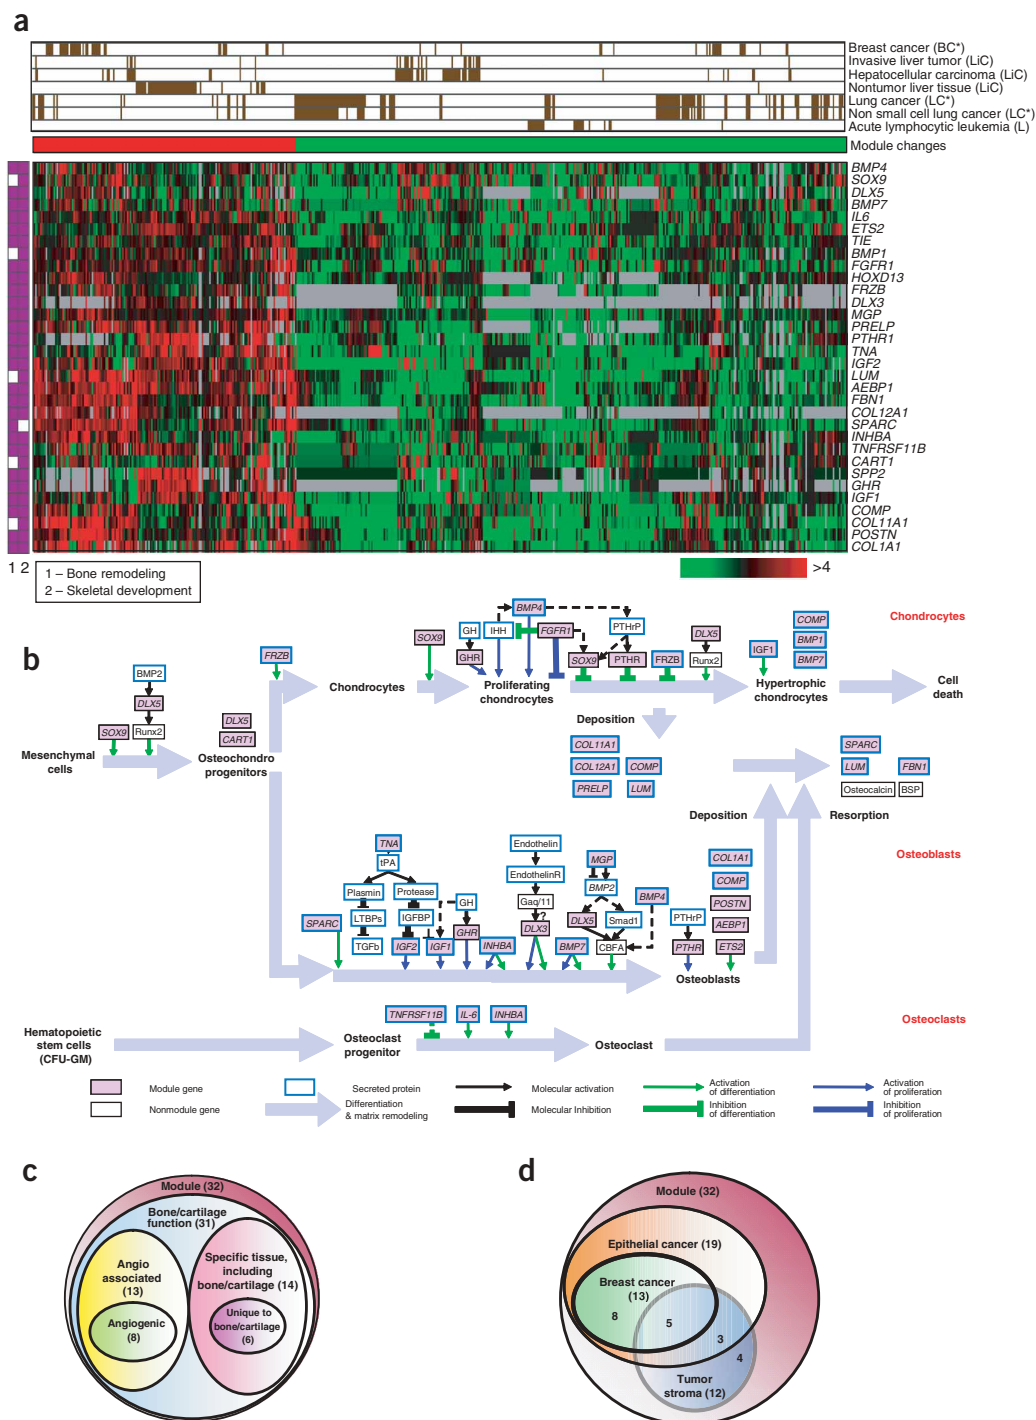 a
Breast cancer (BC*)
Invasive liver tumor (LiC)
Hepatocellular carcinoma (LiC)
Nontumor liver tissue (LiC)
Lung cancer (LC*)
Non small cell lung cancer (LC*)
Acute lymphocytic leukemia (L)
Module changes
BMP4
SOX9
DLX5
BMP7
IL6
ETS2
TIE
BMP1
FGFR1
HOXD13
FRZB
DLX3
MGP
PRELP
PTHR1
TNA
IGF2
LUM
AEBP1
FBN1
COL12A1
SPARC
INHBA
TNFRSF11B
CART1
SPP2
GHR
IGF1
COMP
COL11A1
POSTN
COL1A1
1 2
1 – Bone remodeling
2 – Skeletal development
>4
b
Chondrocytes
BMP4
GH
IHH
FGFR1
PTHrP
SOX9
GHR
SOX9
PTHR
FRZB
DLX5
Runx2
IGF1
COMP
BMP1
BMP7
FRZB
Chondrocytes
Proliferating
chondrocytes
Hypertrophic
chondrocytes
Cell
death
BMP2
DLX5
SOX9
Runx2
DLX5
CART1
Mesenchymal
cells
Osteochondro
progenitors
Deposition
COL11A1
COL12A1
COMP
PRELP
LUM
SPARC
LUM
FBN1
Osteocalcin
BSP
Deposition
Resorption
Osteoblasts
TNA
tPA
Plasmin
Protease
LTBPs
IGFBP
TGFb
IGF2
IGF1
GH
GHR
INHBA
SPARC
Endothelin
EndothelinR
Gaq/11
?
DLX3
BMP7
MGP
BMP2
DLX5
Smad1
CBFA
BMP4
PTHrP
PTHR
COL1A1
COMP
POSTN
AEBP1
ETS2
Osteoblasts
TNFRSF11B
IL-6
INHBA
Osteoclasts
Hematopoietic
stem cells
(CFU-GM)
Osteoclast
progenitor
Osteoclast
Module gene
Secreted protein
Molecular activation
Activation
of differentiation
Activation
of proliferation
Nonmodule gene
Differentiation
& matrix remodeling
Molecular Inhibition
Inhibition
of differentiation
Inhibition
of proliferation
c
Module (32)
Bone/cartilage
function (31)
Angio
associated
(13)
Angiogenic
(8)
Specific tissue,
including
bone/cartilage (14)
Unique to
bone/cartilage
(6)
d
Module (32)
Epithelial cancer (19)
Breast cancer
(13)
8
5
3
4
Tumor
stroma (12)